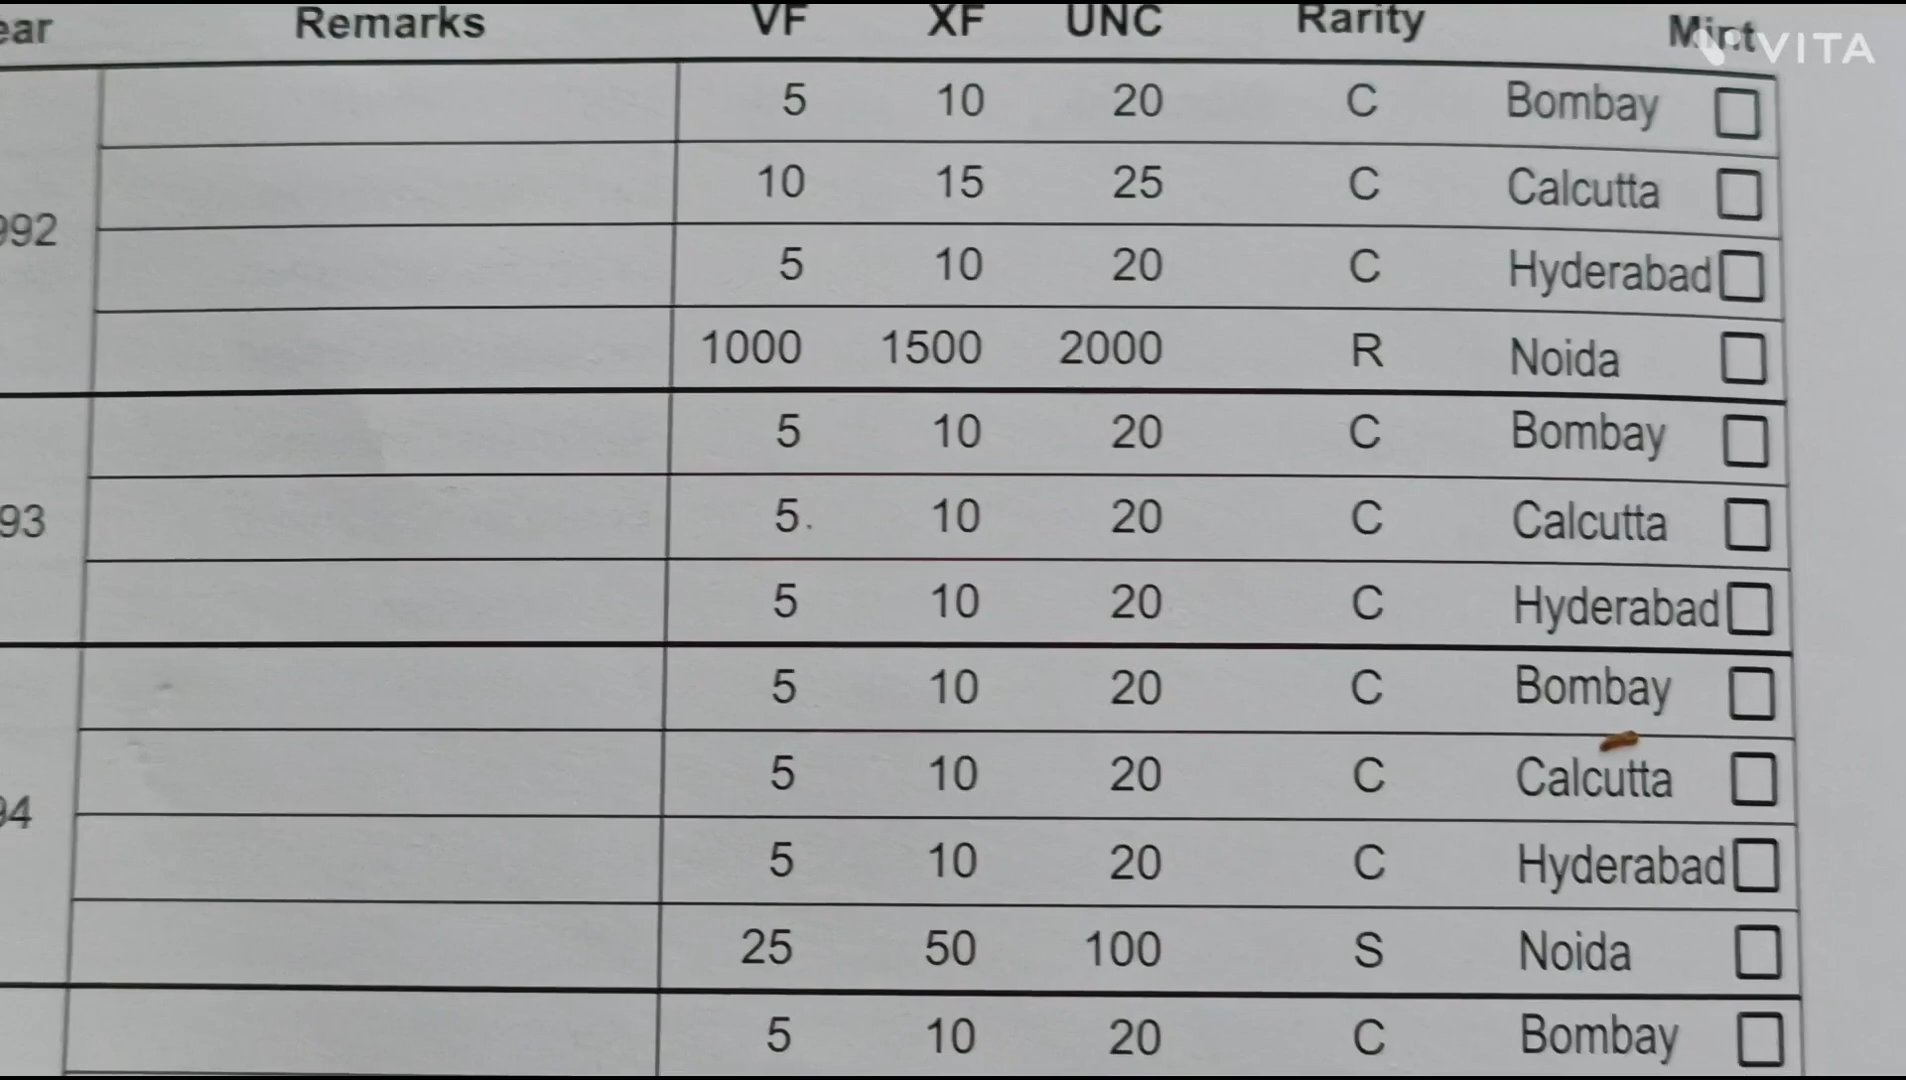 ear Remarks VF XF UNC Rarity Mint
VITA
5 10 20 C Bombay
10 15 25 C Calcutta
992
5 10 20 C Hyderabad
1000 1500 2000 R Noida
5 10 20 C Bombay
93 5. 10 20 C Calcutta
5 10 20 C Hyderabad
5 10 20 C Bombay
5 10 20 C Calcutta
94
5 10 20 C Hyderabad
25 50 100 S Noida
5 10 20 C Bombay